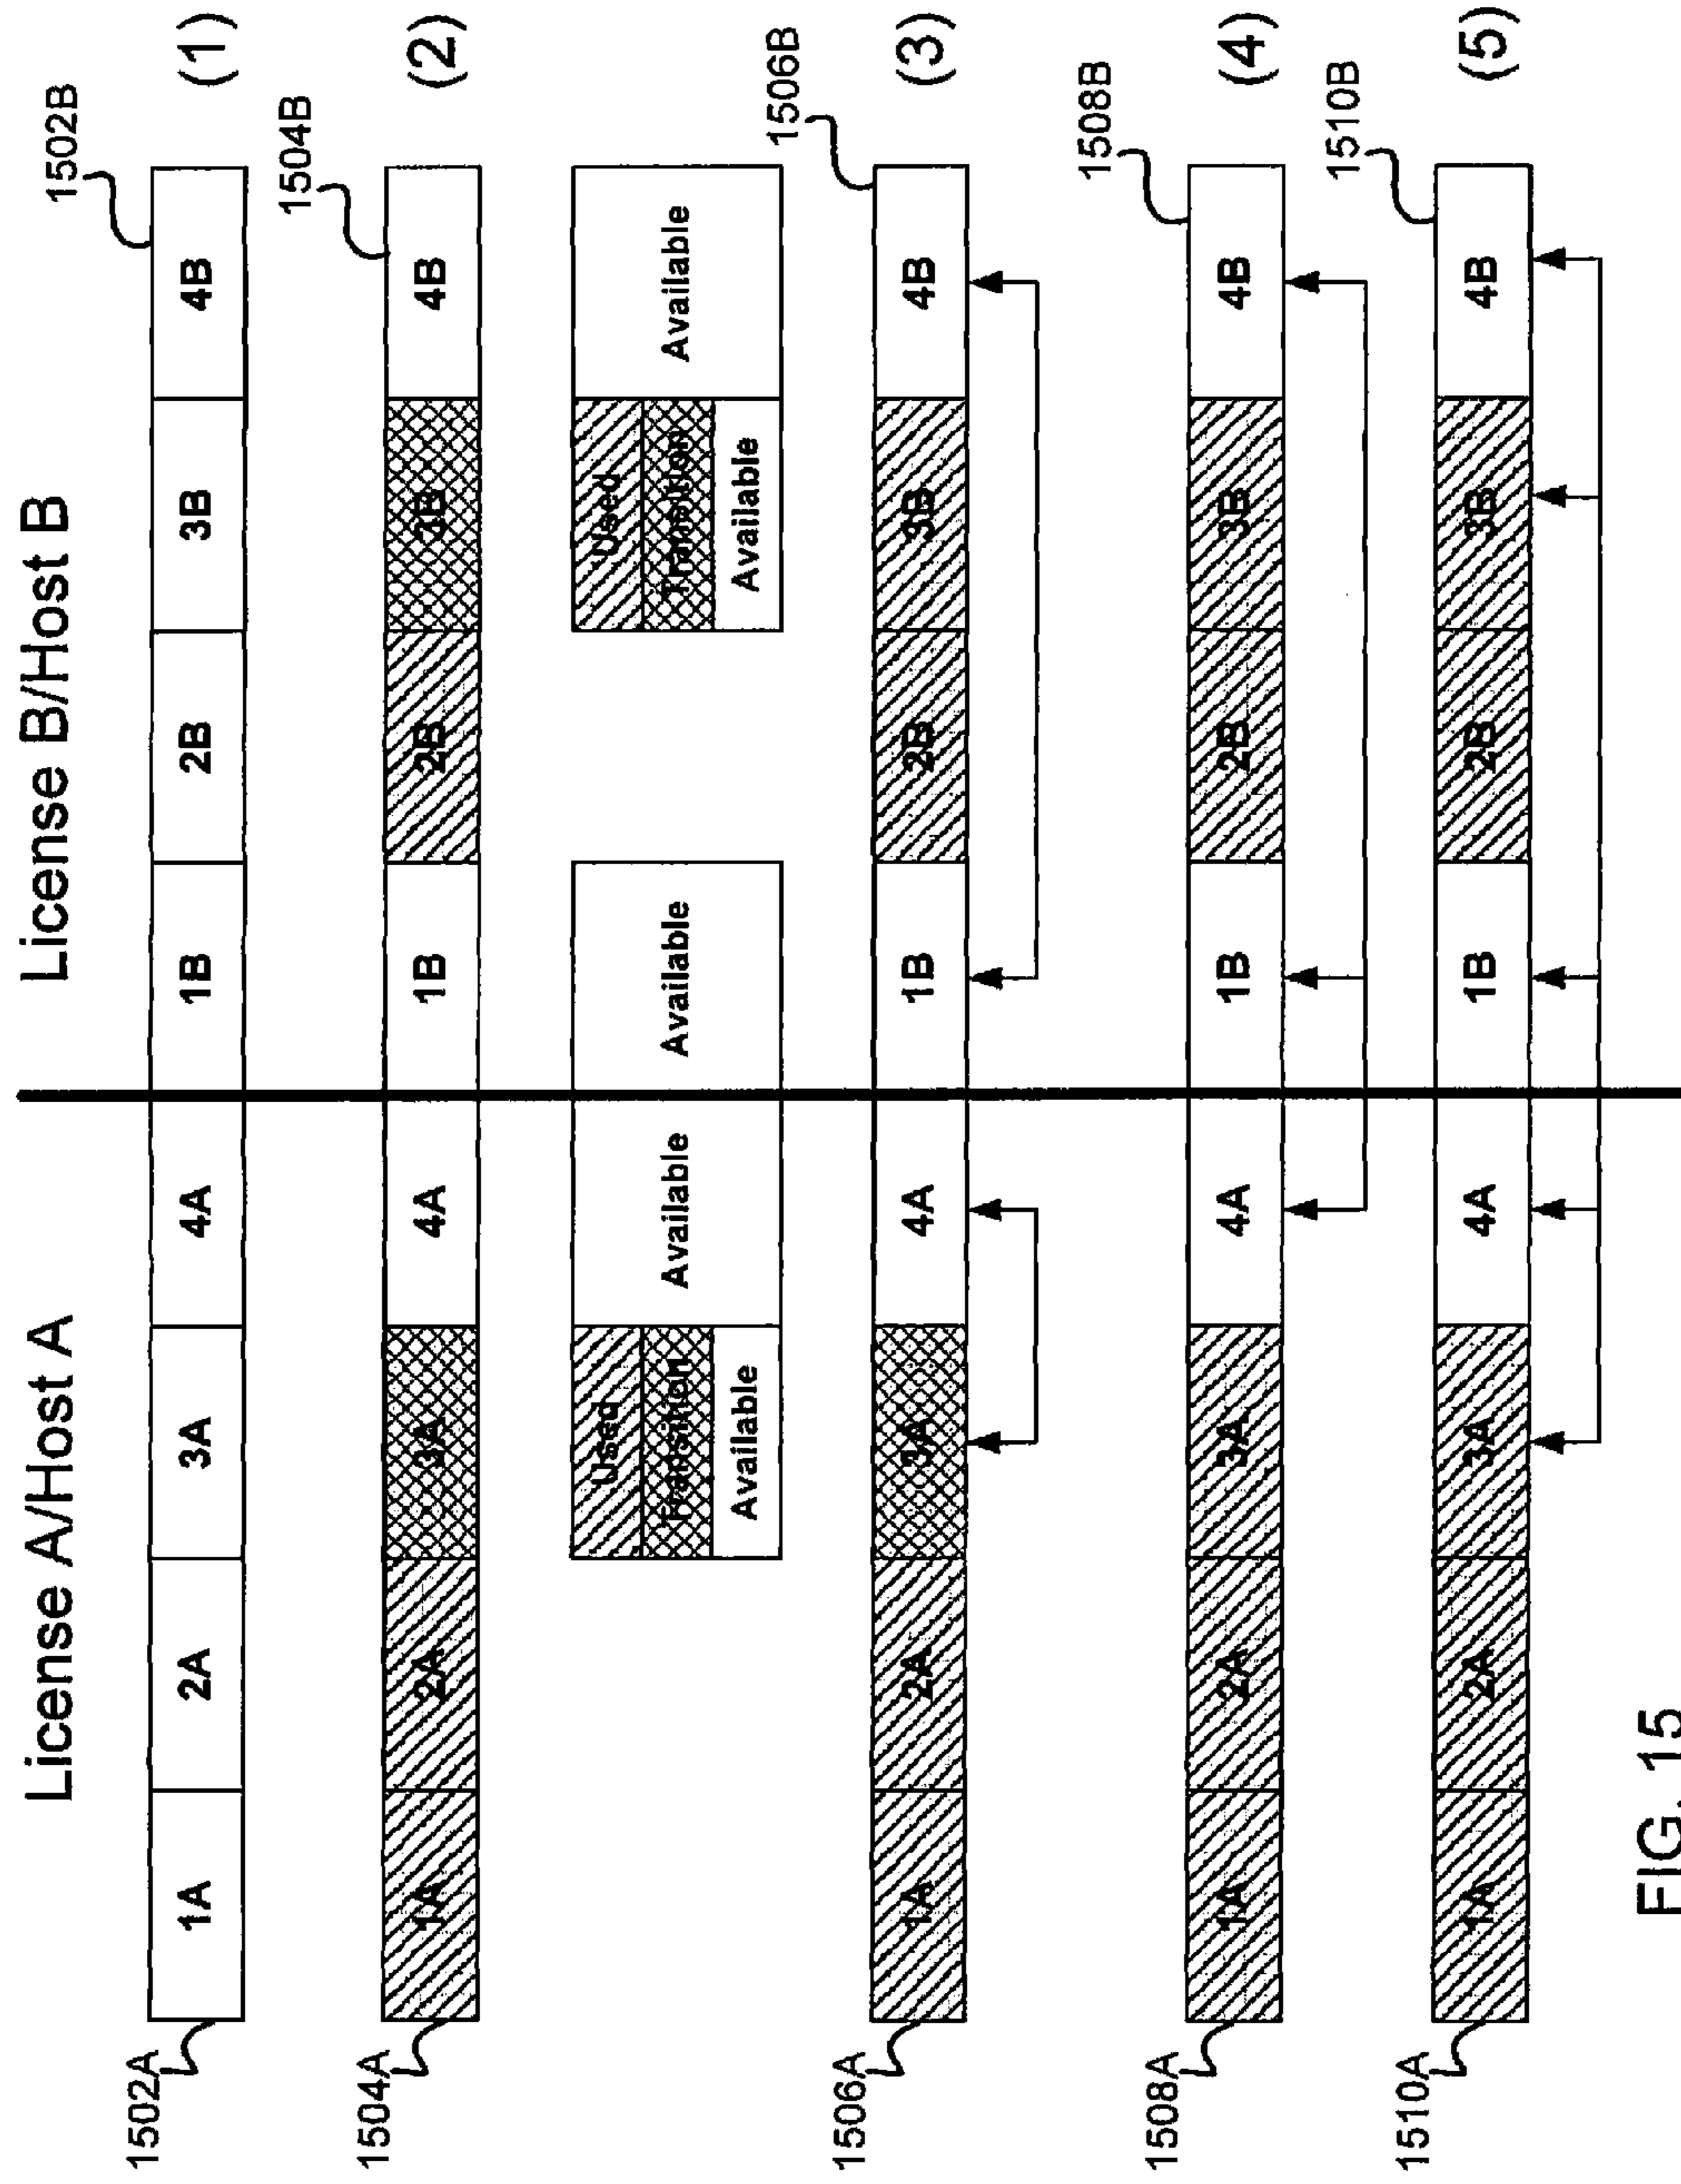 License A/Host A
License B/Host B
1502A
1A 2A 3A 4A 1B 2B 3B 4B
1502B
(1)
1504A
1A 2A 3A 4A 1B 2B 3B 4B
1504B
(2)
Used
Transition
Available
Available
Available
Used
Transition
Available
Available
1506A
1A 2A 3A 4A 1B 2B 3B 4B
1506B
(3)
1508A
1A 2A 3A 4A 1B 2B 3B 4B
1508B
(4)
1510A
1A 2A 3A 4A 1B 2B 3B 4B
1510B
(5)
FIG. 15